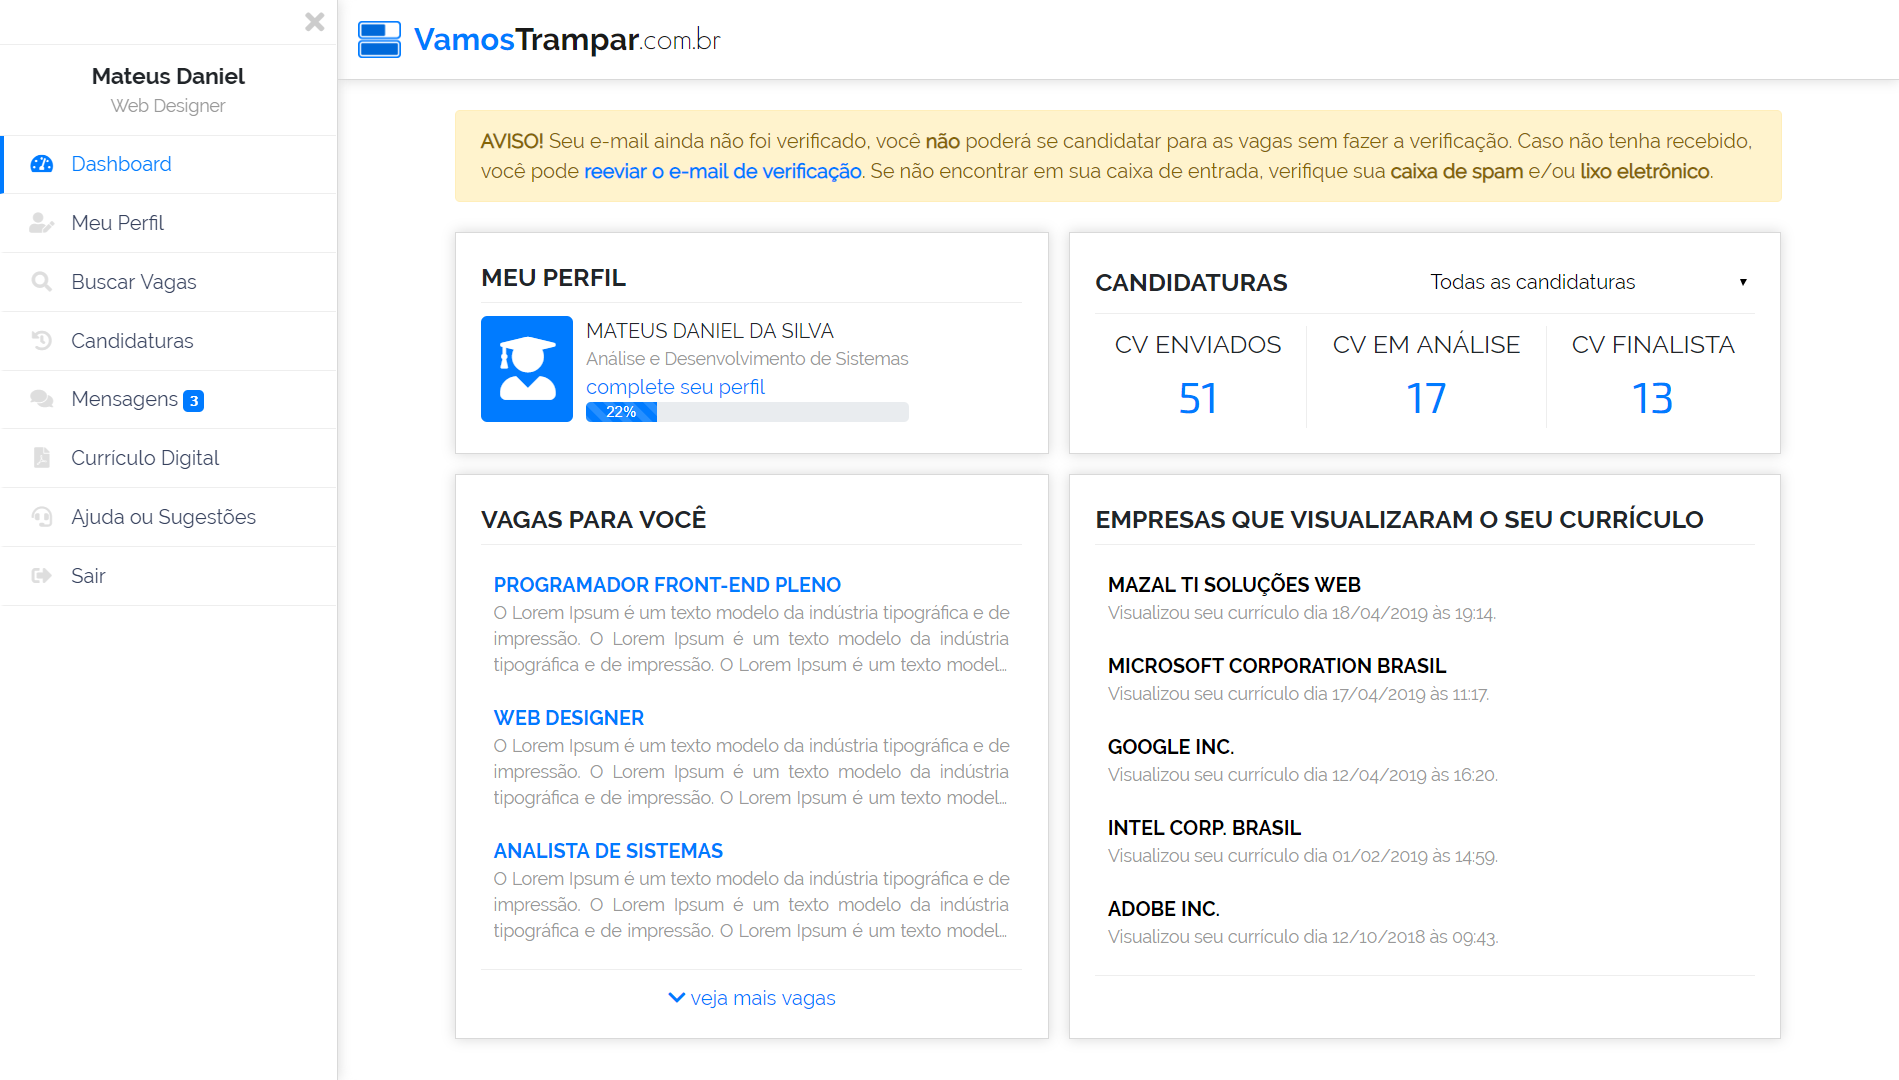 Mateus Daniel
Web Designer
Dashboard
Meu Perfil
Buscar Vagas
Candidaturas
Mensagens 3
Currículo Digital
Ajuda ou Sugestões
Sair
VamosTrampar.com.br
AVISO! Seu e-mail ainda não foi verificado, você não poderá se candidatar para as vagas sem fazer a verificação. Caso não tenha recebido,
você pode reeviar o e-mail de verificação. Se não encontrar em sua caixa de entrada, verifique sua caixa de spam e/ou lixo eletrônico.
MEU PERFIL
MATEUS DANIEL DA SILVA
Análise e Desenvolvimento de Sistemas
complete seu perfil
22%
CANDIDATURAS
Todas as candidaturas
CV ENVIADOS
51
CV EM ANÁLISE
17
CV FINALISTA
13
VAGAS PARA VOCÊ
PROGRAMADOR FRONT-END PLENO
O Lorem Ipsum é um texto modelo da indústria tipográfica e de
impressão. O Lorem Ipsum é um texto modelo da indústria
tipográfica e de impressão. O Lorem Ipsum é um texto model...
WEB DESIGNER
O Lorem Ipsum é um texto modelo da indústria tipográfica e de
impressão. O Lorem Ipsum é um texto modelo da indústria
tipográfica e de impressão. O Lorem Ipsum é um texto model...
ANALISTA DE SISTEMAS
O Lorem Ipsum é um texto modelo da indústria tipográfica e de
impressão. O Lorem Ipsum é um texto modelo da indústria
tipográfica e de impressão. O Lorem Ipsum é um texto model...
veja mais vagas
EMPRESAS QUE VISUALIZARAM O SEU CURRÍCULO
MAZAL TI SOLUÇÕES WEB
Visualizou seu currículo dia 18/04/2019 às 19:14.
MICROSOFT CORPORATION BRASIL
Visualizou seu currículo dia 17/04/2019 às 11:17.
GOOGLE INC.
Visualizou seu currículo dia 12/04/2019 às 16:20.
INTEL CORP. BRASIL
Visualizou seu currículo dia 01/02/2019 às 14:59.
ADOBE INC.
Visualizou seu currículo dia 12/10/2018 às 09:43.